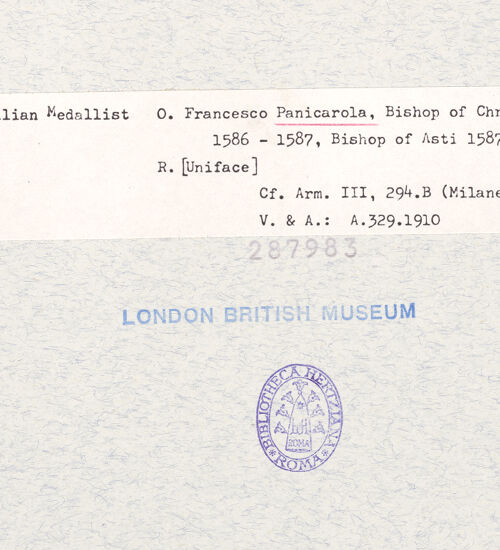 lian Medallist O. Francesco Panicarola, Bishop of Chr
1586 - 1587, Bishop of Asti 1587
R. [Uniface]
Cf. Arm. III, 294.B (Milane
V. & A.: A.329.1910
287983
LONDON BRITISH MUSEUM
BIBLIOTHECA HERTZIANA
ROMA
ROMA